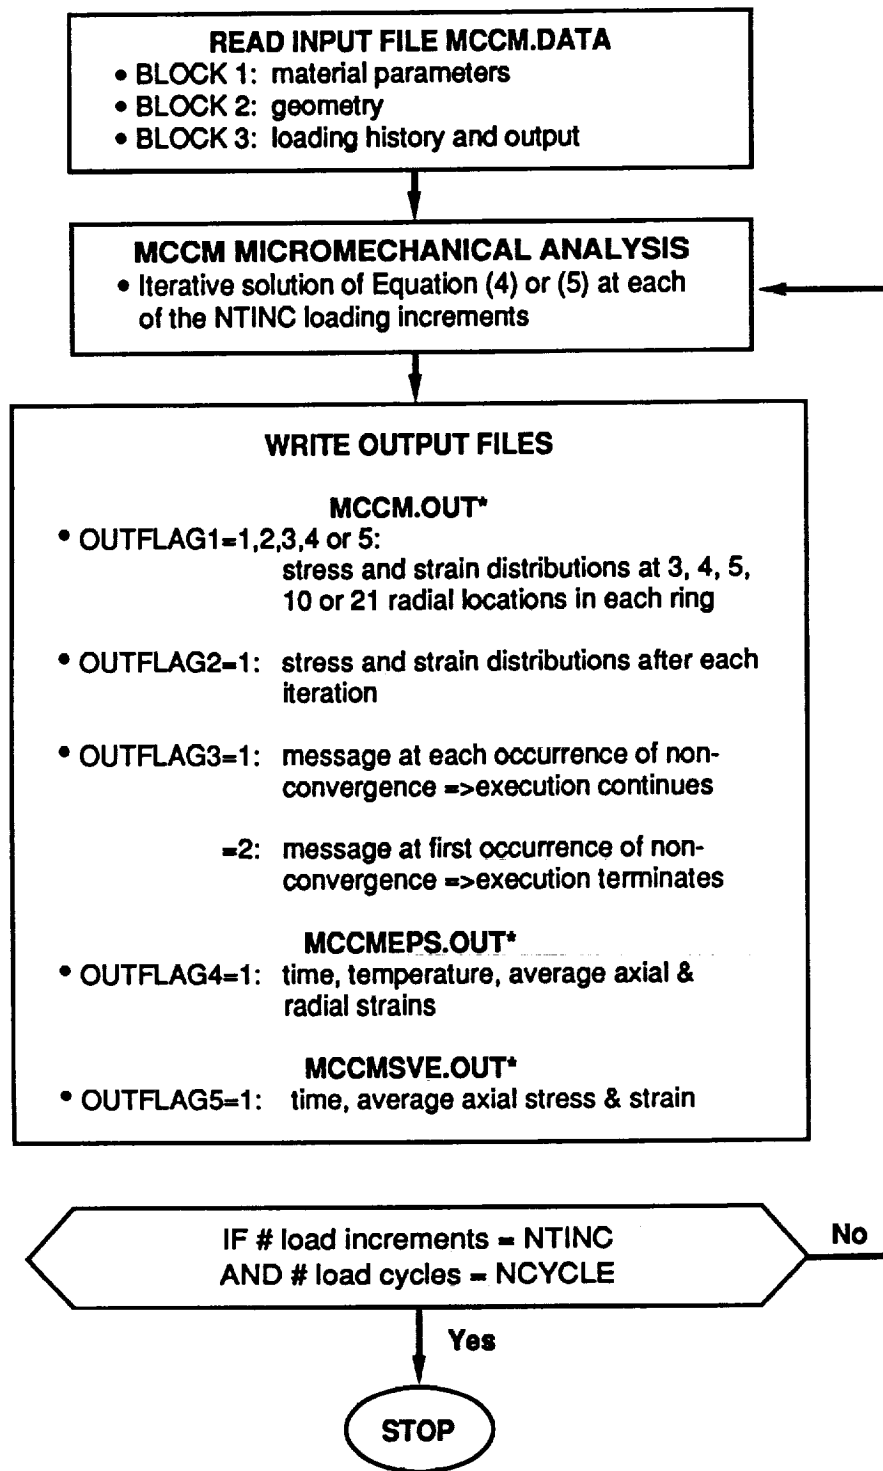 READ INPUT FILE MCCM.DATA
• BLOCK 1: material parameters
• BLOCK 2: geometry
• BLOCK 3: loading history and output
MCCM MICROMECHANICAL ANALYSIS
• Iterative solution of Equation (4) or (5) at each
of the NTINC loading increments
WRITE OUTPUT FILES
MCCM.OUT*
• OUTFLAG1=1,2,3,4 or 5:
stress and strain distributions at 3, 4, 5,
10 or 21 radial locations in each ring
• OUTFLAG2=1: stress and strain distributions after each
iteration
• OUTFLAG3=1: message at each occurrence of non-
convergence =>execution continues
=2: message at first occurrence of non-
convergence =>execution terminates
MCCMEPS.OUT*
• OUTFLAG4=1: time, temperature, average axial &
radial strains
MCCMSVE.OUT*
• OUTFLAG5=1: time, average axial stress & strain
IF # load increments = NTINC
AND # load cycles = NCYCLE
No
Yes
STOP